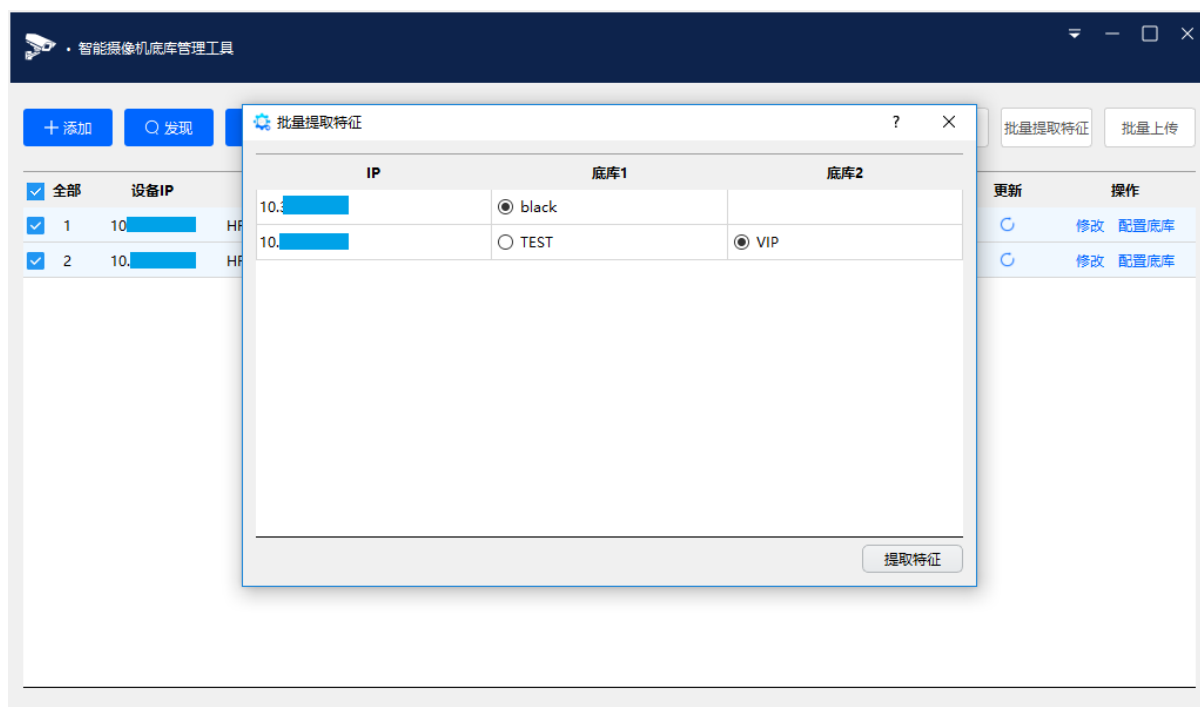 · 智能摄像机底库管理工具
添加 发现 批量提取特征 批量上传
批量提取特征 ?
IP 底库1 底库2
10.3 black
10. TEST VIP
提取特征
全部 设备IP 更新 操作
1 10 修改 配置底库
2 10. 修改 配置底库